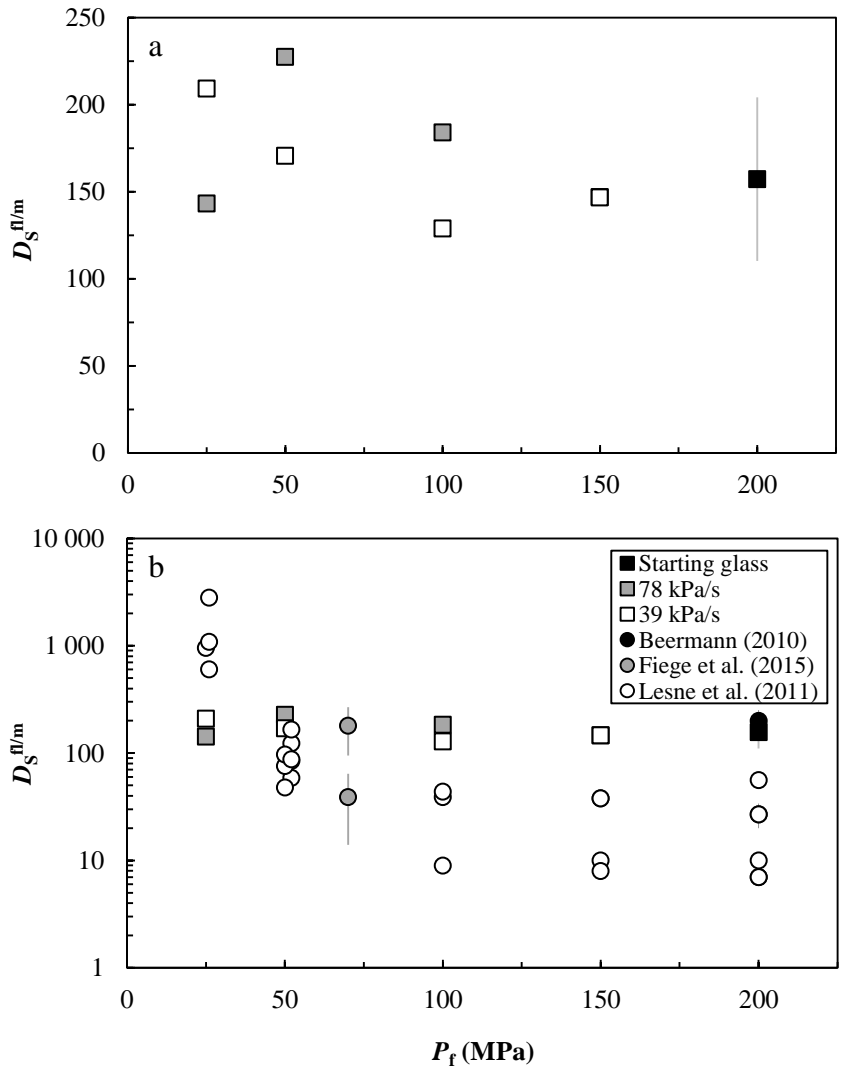 a
250
200
150
100
50
0
D_S^fl/m
0 50 100 150 200
b
10 000
1 000
100
10
1
D_S^fl/m
Starting glass
78 kPa/s
39 kPa/s
Beermann (2010)
Fiege et al. (2015)
Lesne et al. (2011)
0 50 100 150 200
P_f (MPa)